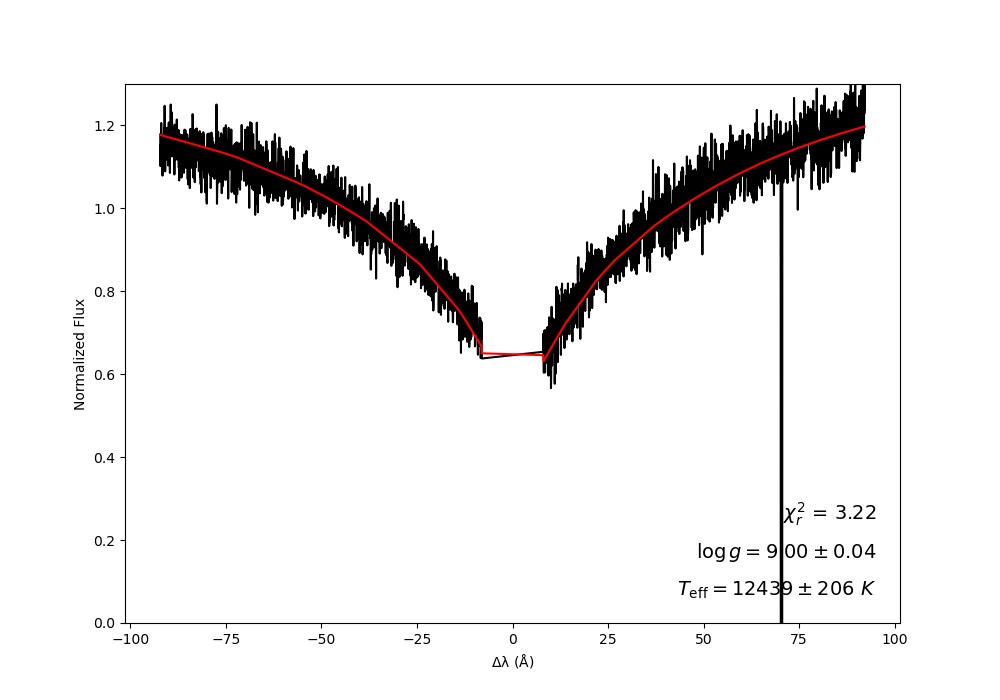 1.2
1.0
0.8
0.6
0.4
0.2
0.0
Normalized Flux
χ²ᵣ = 3.22
log g = 9.00 ± 0.04
T_eff = 12439 ± 206 K
−100 −75 −50 −25 0 25 50 75 100
Δλ (Å)